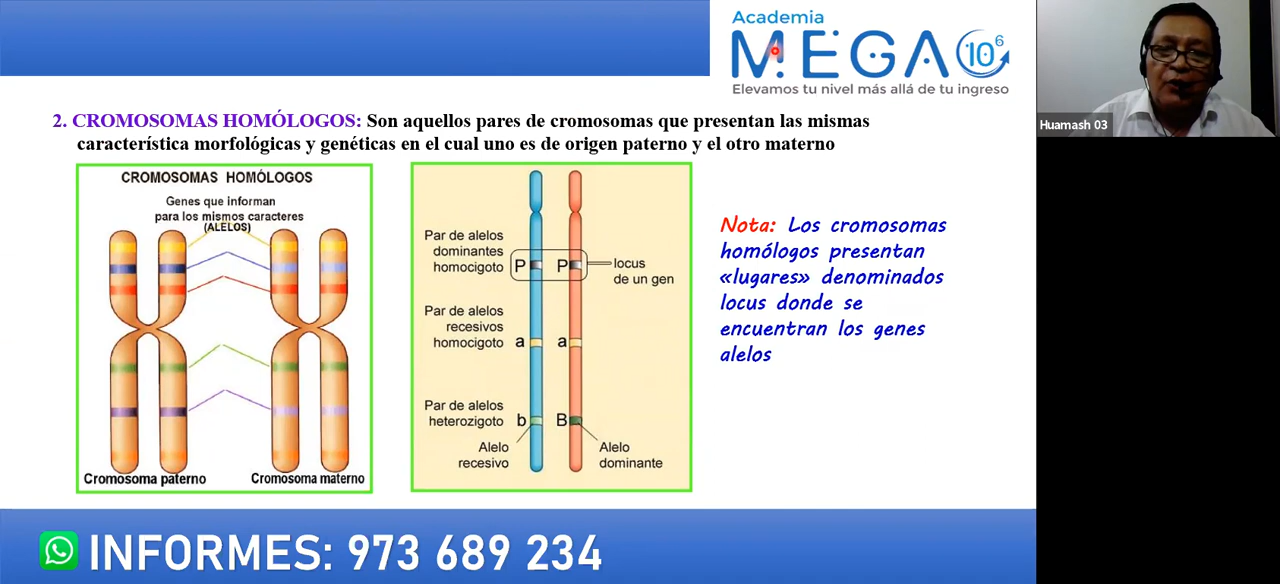 Academia
MEGA 10⁶
Elevamos tu nivel más allá de tu ingreso
Huamash 03
2. CROMOSOMAS HOMÓLOGOS: Son aquellos pares de cromosomas que presentan las mismas
característica morfológicas y genéticas en el cual uno es de origen paterno y el otro materno
CROMOSOMAS HOMÓLOGOS
Genes que informan
para los mismos caracteres
(ALELOS)
Cromosoma paterno
Cromosoma materno
Par de alelos
dominantes
homocigoto
P P
locus
de un gen
Par de alelos
recesivos
homocigoto
a a
Par de alelos
heterozigoto
b B
Alelo
recesivo
Alelo
dominante
Nota: Los cromosomas
homólogos presentan
«lugares» denominados
locus donde se
encuentran los genes
alelos
INFORMES: 973 689 234